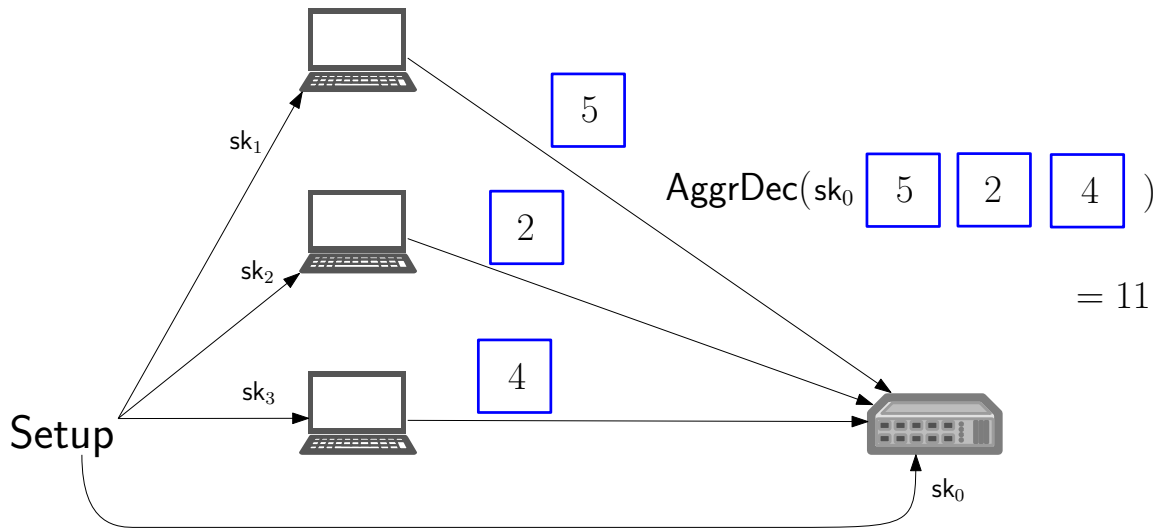 5
sk₁
AggrDec(sk₀ 5 2 4 )
2
sk₂
= 11
4
sk₃
Setup
sk₀